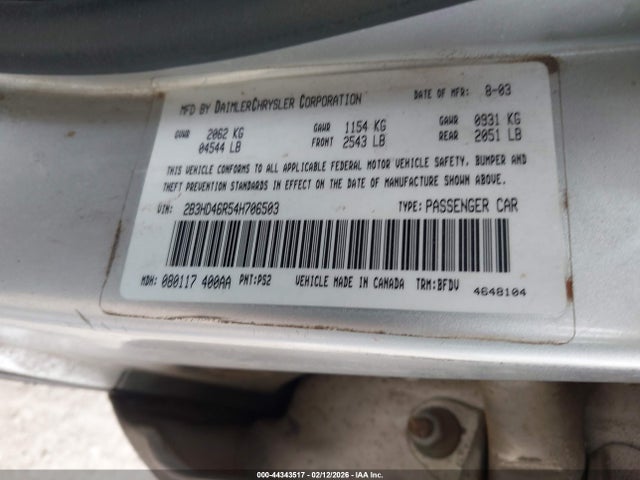 MFD BY DAIMLERCHRYSLER CORPORATION DATE OF MFR: 8-03
GVWR 2062 KG GAWR 1154 KG GAWR 0931 KG
04544 LB FRONT 2543 LB REAR 2051 LB
THIS VEHICLE CONFORMS TO ALL APPLICABLE FEDERAL MOTOR VEHICLE SAFETY, BUMPER AND
THEFT PREVENTION STANDARDS IN EFFECT ON THE DATE OF MANUFACTURE SHOWN ABOVE.
VIN: 2B3HD46R54H706503 TYPE: PASSENGER CAR
MDH: 080117 400AA PNT:PS2 VEHICLE MADE IN CANADA TRM:BFDV
4648104
000-44343517 - 02/12/2026 - IAA Inc.